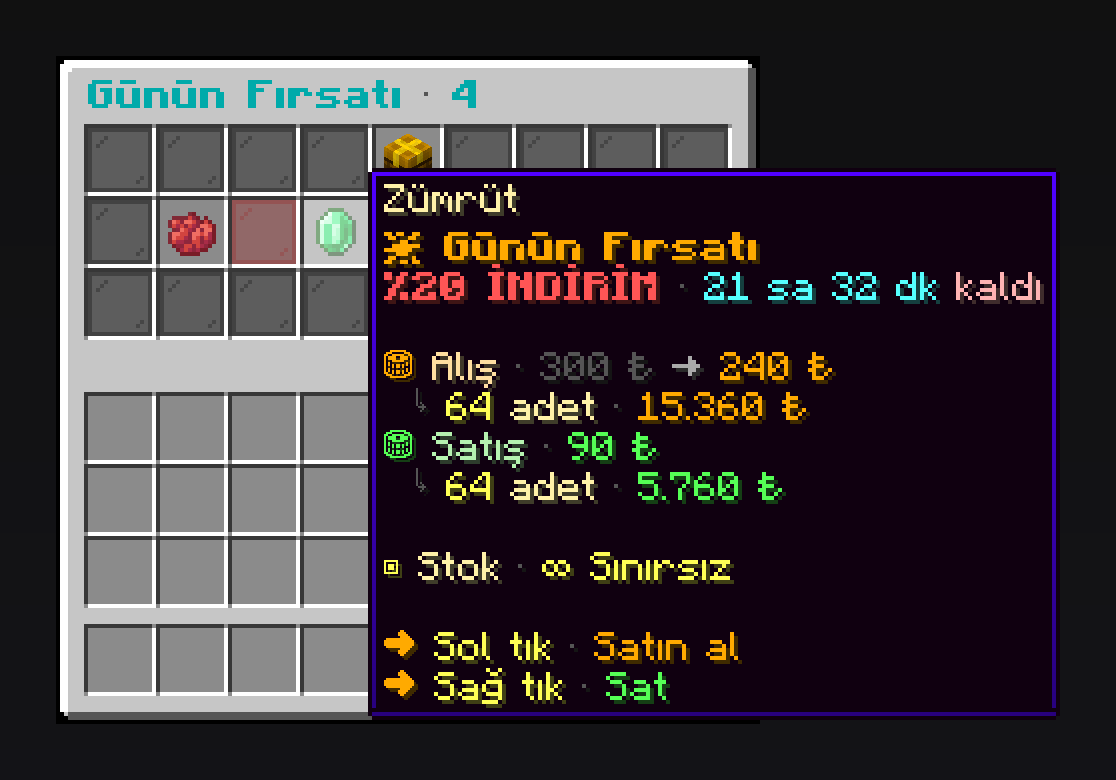 Günün Fırsatı · 4
Zümrüt
☀ Günün Fırsatı
%20 İNDİRİM · 21 sa 32 dk kaldı
Alış · 300 ₺ → 240 ₺
↳ 64 adet · 15.360 ₺
Satış · 90 ₺
↳ 64 adet · 5.760 ₺
Stok · ∞ Sınırsız
➡ Sol tık · Satın al
➡ Sağ tık · Sat